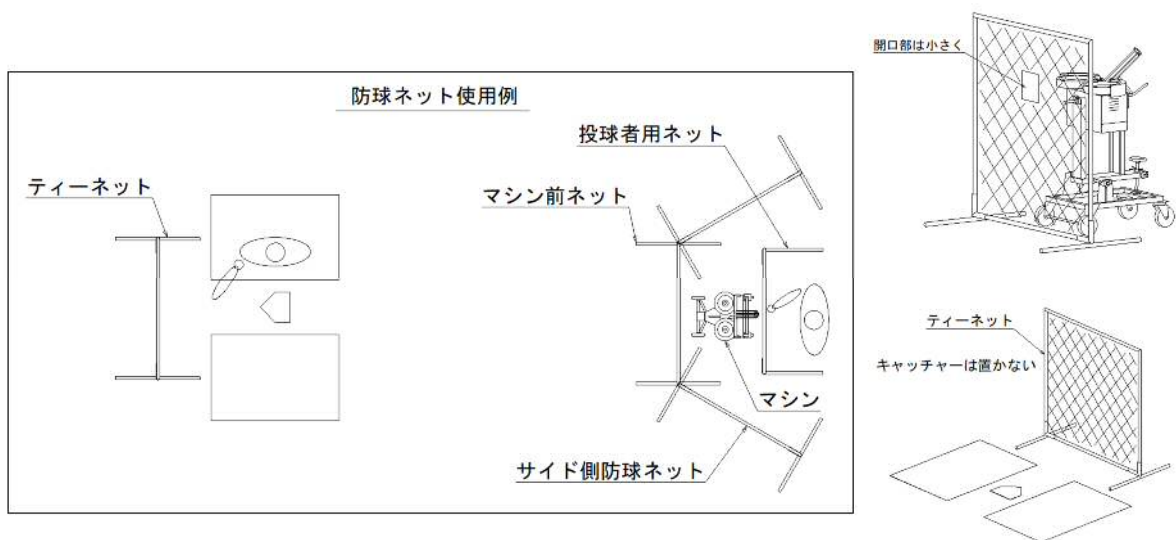 防球ネット使用例
投球者用ネット
マシン前ネット
ティーネット
マシン
サイド側防球ネット
開口部は小さく
ティーネット
キャッチャーは置かない